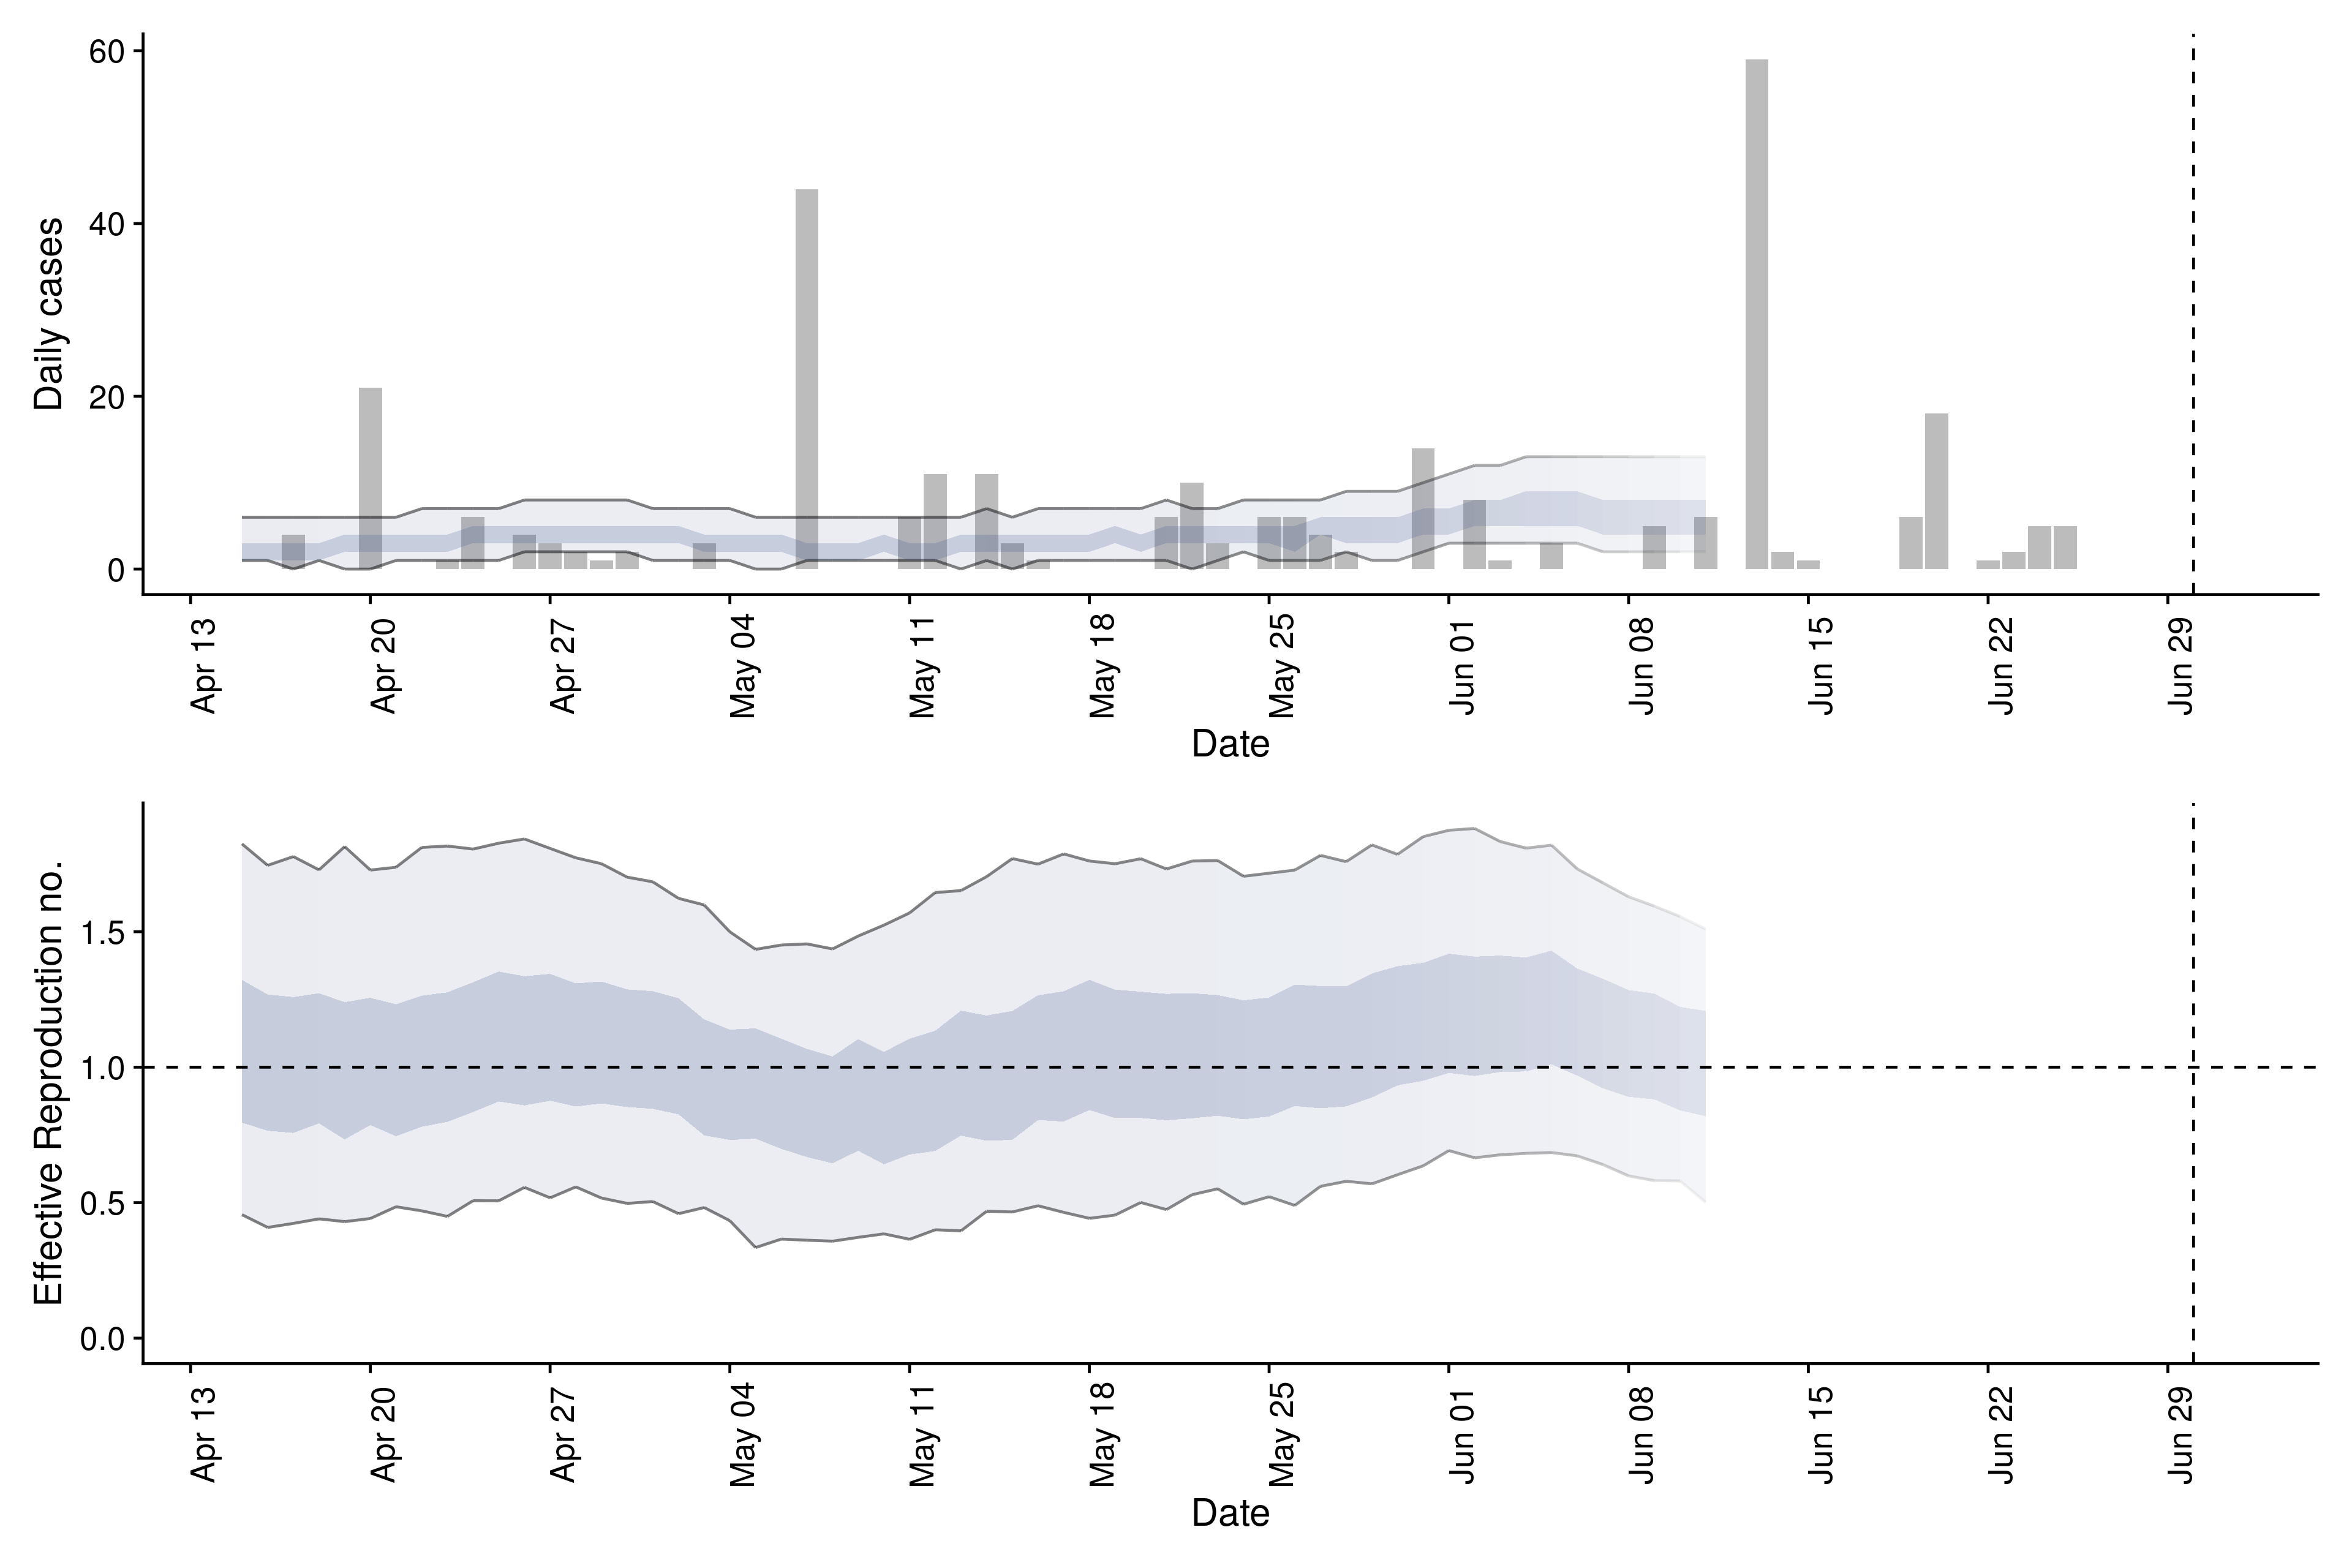 Daily cases
60
40
20
0
Apr 13
Apr 20
Apr 27
May 04
May 11
May 18
May 25
Jun 01
Jun 08
Jun 15
Jun 22
Jun 29
Date
Effective Reproduction no.
1.5
1.0
0.5
0.0
Apr 13
Apr 20
Apr 27
May 04
May 11
May 18
May 25
Jun 01
Jun 08
Jun 15
Jun 22
Jun 29
Date